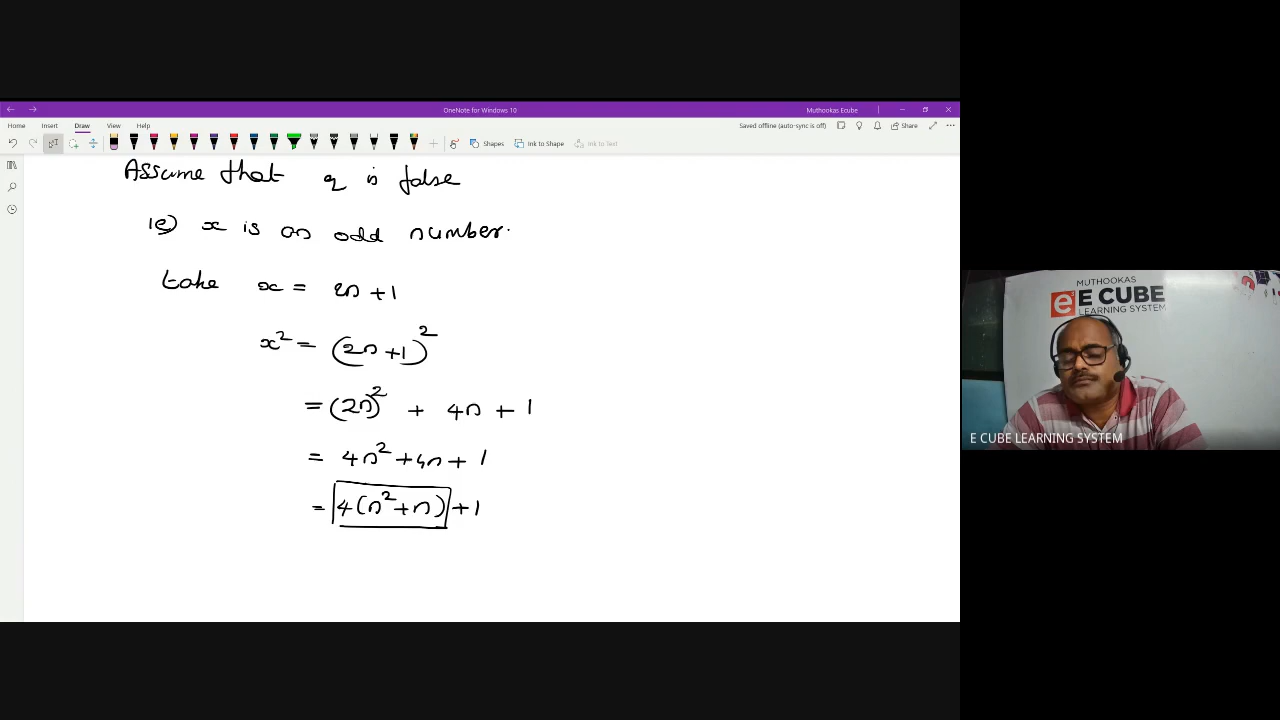 OneNote for Windows 10
Muthookas Ecube
Home Insert Draw View Help
Saved offline (auto-sync is off)
Share
Shapes
Ink to Shape
Ink to Text
Assume that q is false
ie) x is an odd number.
take x = 2n + 1
x² = (2n + 1)²
= (2n)² + 4n + 1
= 4n² + 4n + 1
= 4(n² + n) + 1
MUTHOOKAS
e E CUBE
LEARNING SYSTEM
E CUBE LEARNING SYSTEM